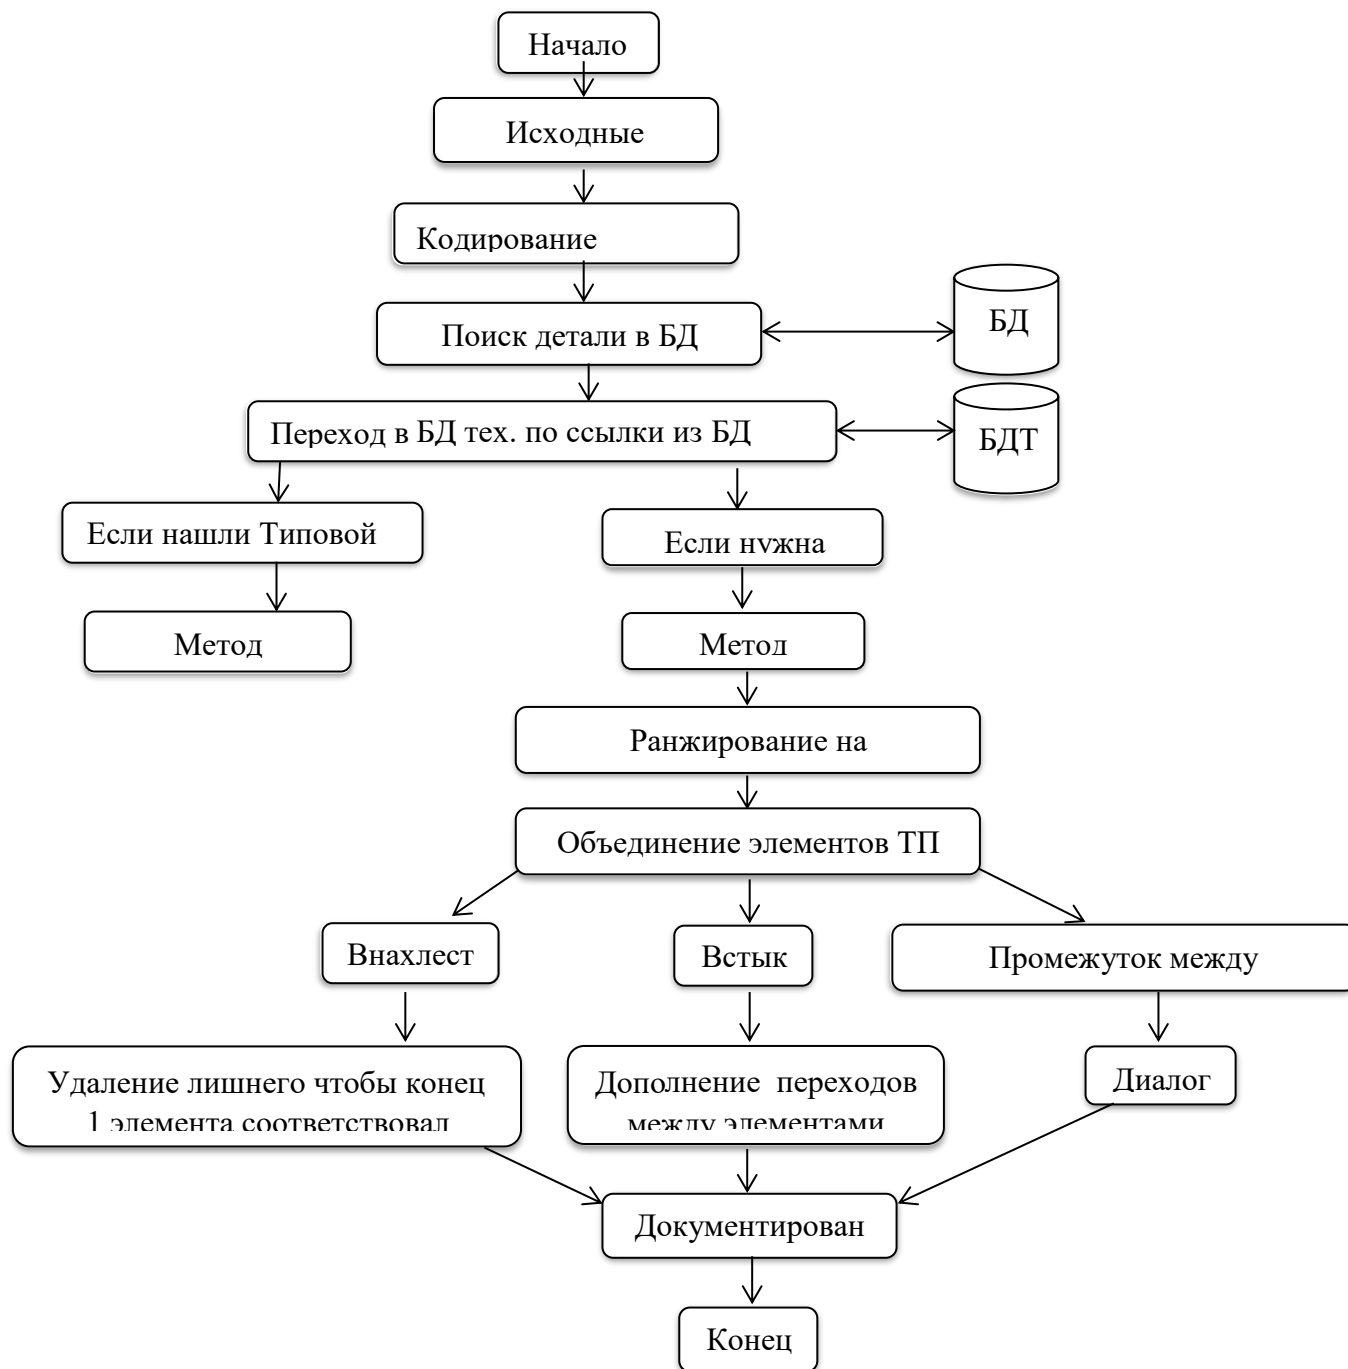 Начало
Исходные
Кодирование
Поиск детали в БД
БД
Переход в БД тех. по ссылки из БД
БДТ
Если нашли Типовой
Если нужна
Метод
Метод
Ранжирование на
Объединение элементов ТП
Внахлест
Встык
Промежуток между
Удаление лишнего чтобы конец
1 элемента соответствовал
Дополнение переходов
между элементами
Диалог
Документирован
Конец